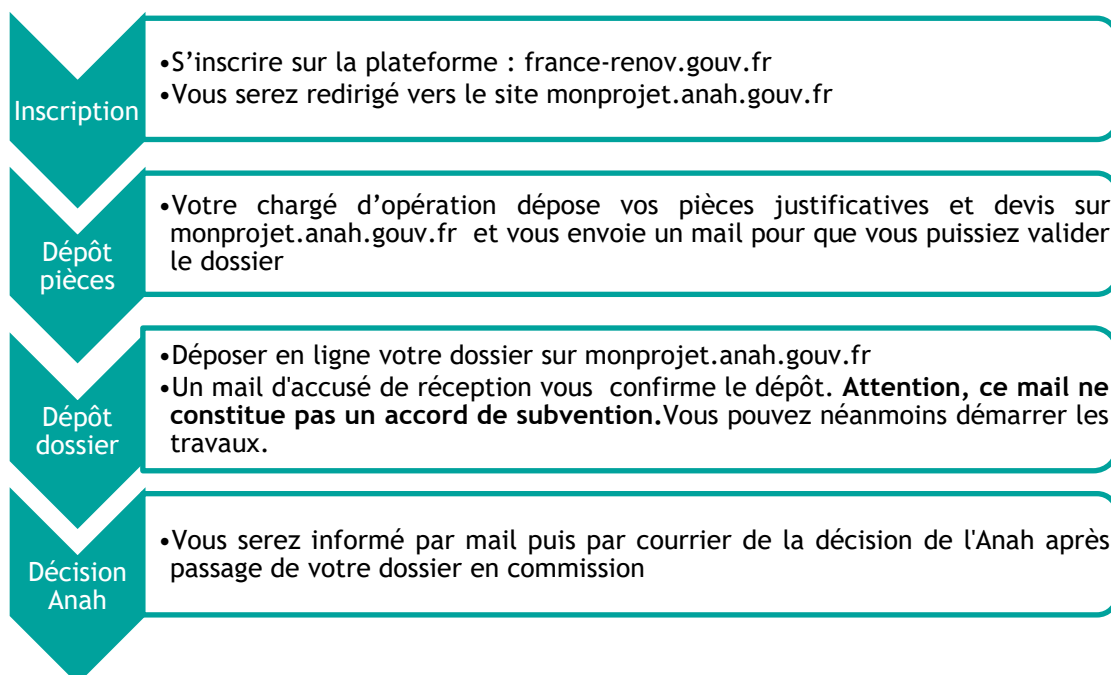 •S’inscrire sur la plateforme : france-renov.gouv.fr
•Vous serez redirigé vers le site monprojet.anah.gouv.fr
Inscription
•Votre chargé d’opération dépose vos pièces justificatives et devis sur
monprojet.anah.gouv.fr et vous envoie un mail pour que vous puissiez valider
le dossier
Dépôt
pièces
•Déposer en ligne votre dossier sur monprojet.anah.gouv.fr
•Un mail d'accusé de réception vous confirme le dépôt. Attention, ce mail ne
constitue pas un accord de subvention.Vous pouvez néanmoins démarrer les
travaux.
Dépôt
dossier
•Vous serez informé par mail puis par courrier de la décision de l'Anah après
passage de votre dossier en commission
Décision
Anah